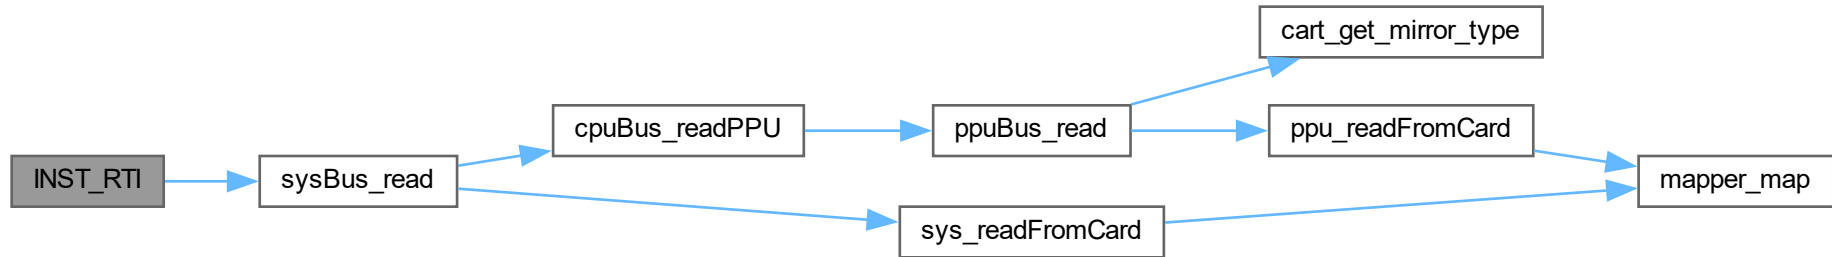 cart_get_mirror_type
cpuBus_readPPU
ppuBus_read
ppu_readFromCard
INST_RTI
sysBus_read
mapper_map
sys_readFromCard